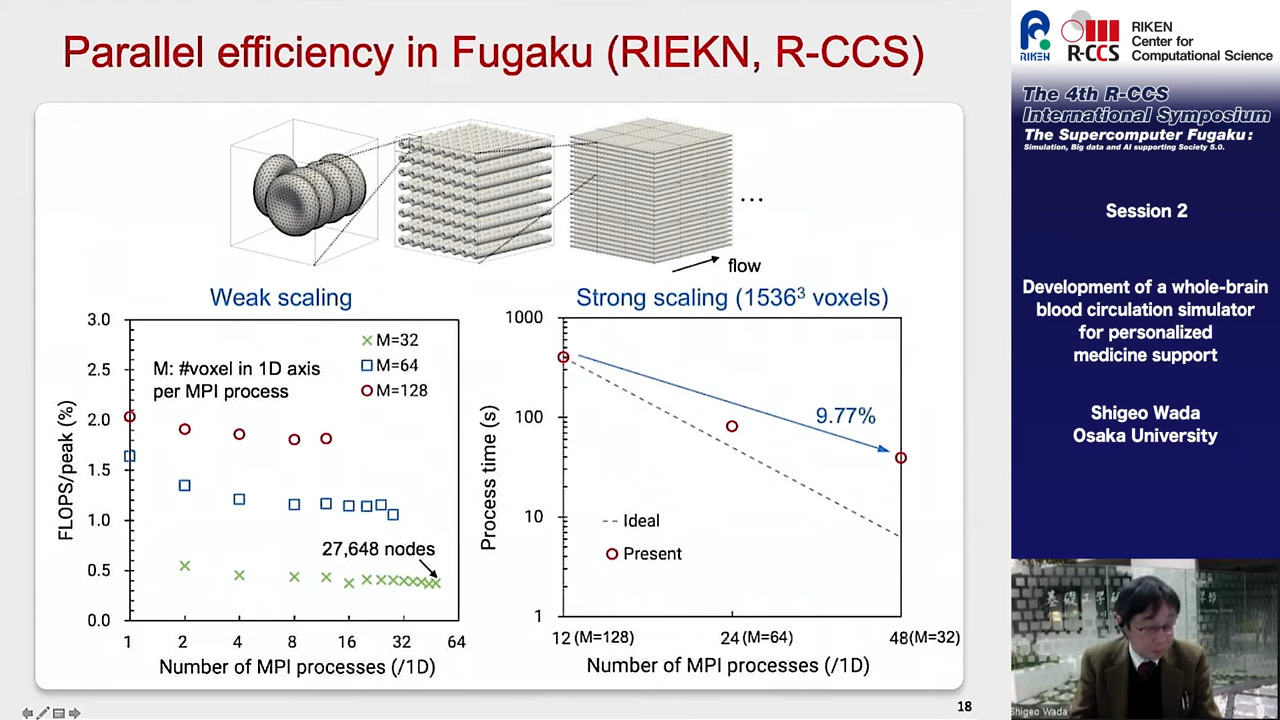 Parallel efficiency in Fugaku (RIEKN, R-CCS)
...
flow
Weak scaling
FLOPS/peak (%)
3.0
2.5
2.0
1.5
1.0
0.5
0.0
M: #voxel in 1D axis
per MPI process
× M=32
□ M=64
○ M=128
27,648 nodes
1 2 4 8 16 32 64
Number of MPI processes (/1D)
Strong scaling (1536³ voxels)
Process time (s)
1000
100
10
1
9.77%
Ideal
Present
12 (M=128) 24 (M=64) 48 (M=32)
Number of MPI processes (/1D)
18
RIKEN
R-CCS
RIKEN
Center for
Computational Science
The 4th R-CCS
International Symposium
The Supercomputer Fugaku:
Simulation, Big data and AI supporting Society 5.0.
Session 2
Development of a whole-brain
blood circulation simulator
for personalized
medicine support
Shigeo Wada
Osaka University
基礎工学研
Shigeo Wada